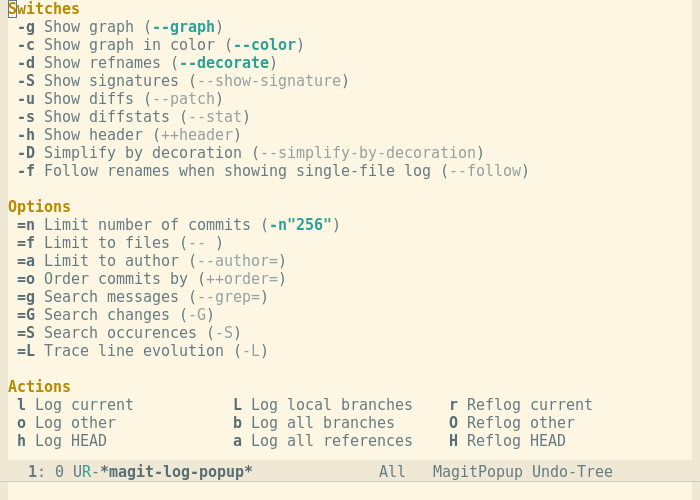 Switches
-g Show graph (--graph)
-c Show graph in color (--color)
-d Show refnames (--decorate)
-S Show signatures (--show-signature)
-u Show diffs (--patch)
-s Show diffstats (--stat)
-h Show header (++header)
-D Simplify by decoration (--simplify-by-decoration)
-f Follow renames when showing single-file log (--follow)
Options
=n Limit number of commits (-n"256")
=f Limit to files (-- )
=a Limit to author (--author=)
=o Order commits by (++order=)
=g Search messages (--grep=)
=G Search changes (-G)
=S Search occurences (-S)
=L Trace line evolution (-L)
Actions
l Log current L Log local branches r Reflog current
o Log other b Log all branches O Reflog other
h Log HEAD a Log all references H Reflog HEAD
1: 0 UR-*magit-log-popup* All MagitPopup Undo-Tree